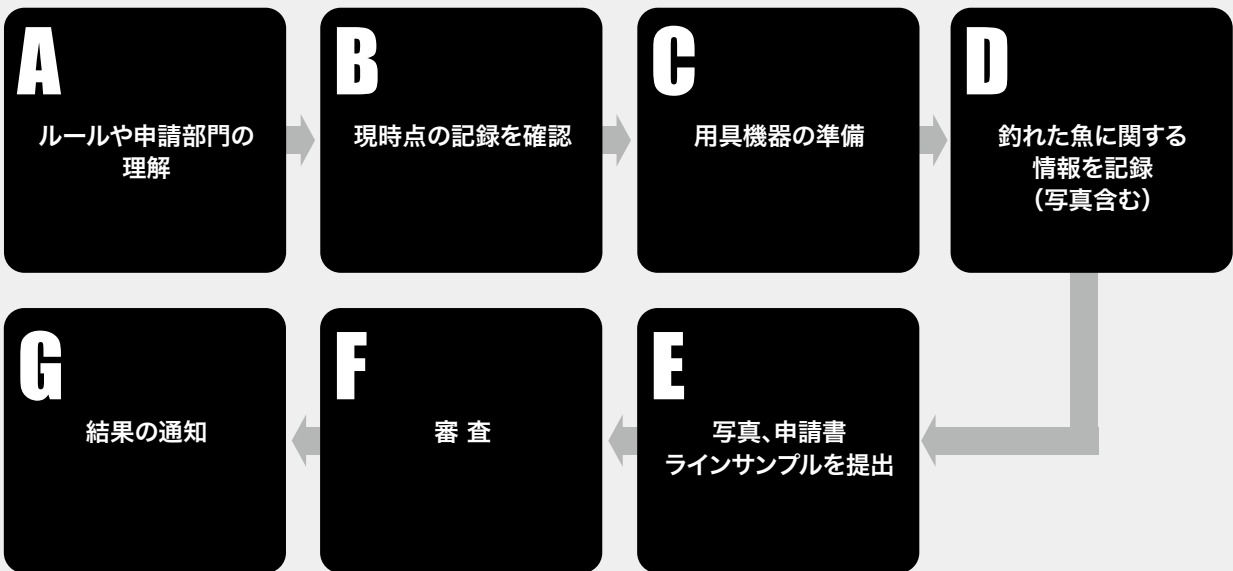 A
ルールや申請部門の
理解
B
現時点の記録を確認
C
用具機器の準備
D
釣れた魚に関する
情報を記録
（写真含む）
E
写真、申請書
ラインサンプルを提出
F
審 査
G
結果の通知